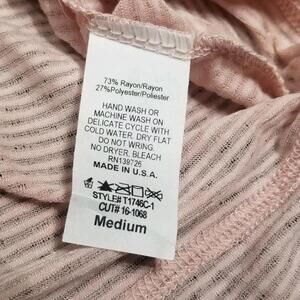 73% Rayon/Rayon
27%Polyester/Poliester
HAND WASH OR
MACHINE WASH ON
DELICATE CYCLE WITH
COLD WATER. DRY FLAT
DO NOT WRING.
NO DRYER, BLEACH
RN139726
MADE IN U.S.A.
STYLE# T1746C-1
CUT# 16-1068
Medium